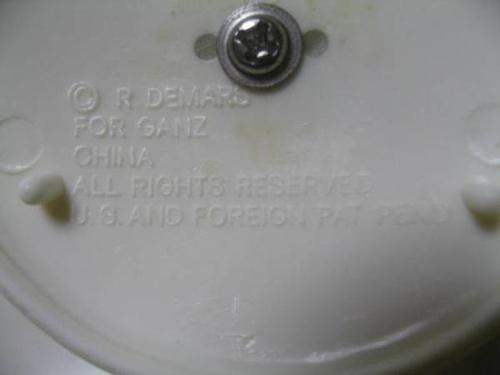 © R DEMARS
FOR GANZ
CHINA
ALL RIGHTS RESERVED
U. S. AND FOREIGN PAT PEND